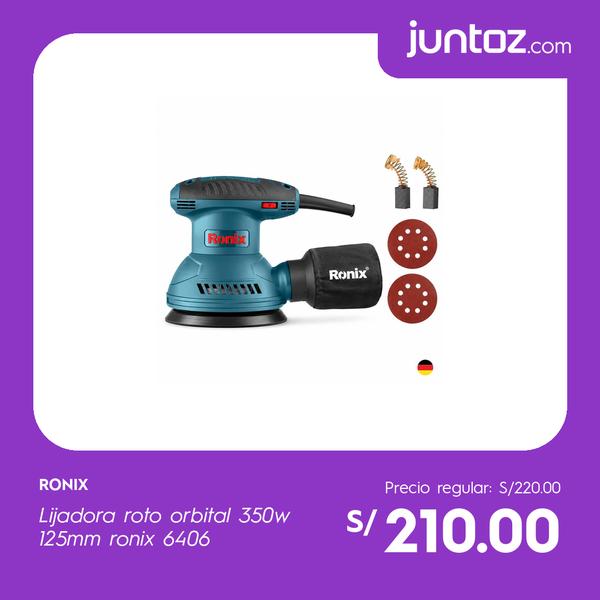 juntoz.com
Ronix
Ronix®
RONIX
Lijadora roto orbital 350w
125mm ronix 6406
Precio regular: S/220.00
S/ 210.00